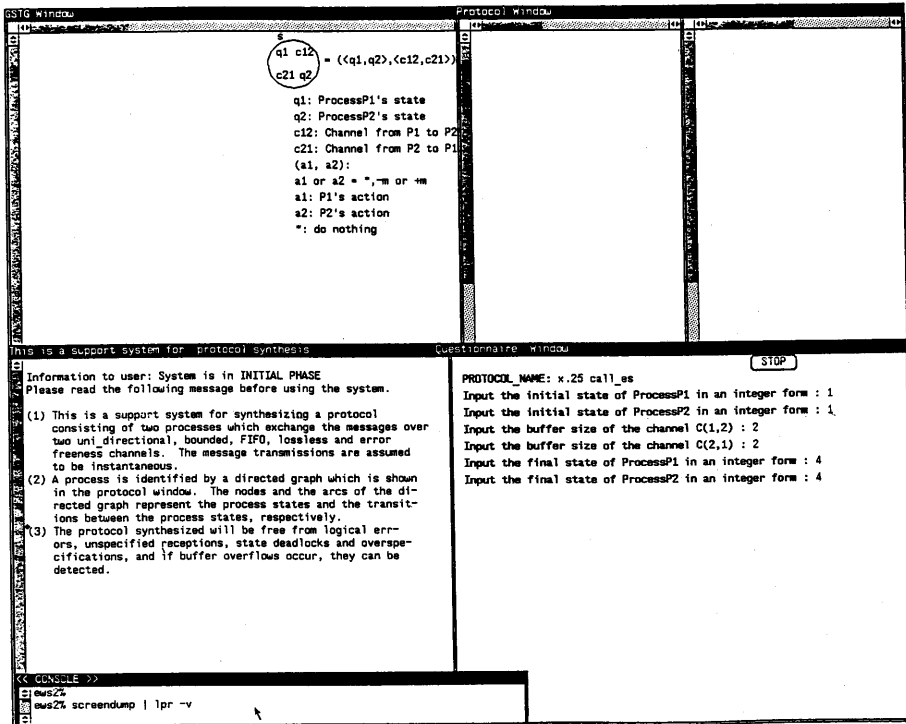 GSTG Window
Protocol Window
s
q1 c12
c21 q2
= (<q1,q2>,<c12,c21>)
q1: ProcessP1's state
q2: ProcessP2's state
c12: Channel from P1 to P2
c21: Channel from P2 to P1
(a1, a2):
a1 or a2 = *,-m or +m
a1: P1's action
a2: P2's action
*: do nothing
This is a support system for protocol synthesis
Information to user: System is in INITIAL PHASE
Please read the following message before using the system.
(1) This is a support system for synthesizing a protocol
consisting of two processes which exchange the messages over
two uni_directional, bounded, FIFO, lossless and error
freeness channels. The message transmissions are assumed
to be instantaneous.
(2) A process is identified by a directed graph which is shown
in the protocol window. The nodes and the arcs of the di-
rected graph represent the process states and the transit-
ions between the process states, respectively.
(3) The protocol synthesized will be free from logical err-
ors, unspecified receptions, state deadlocks and overspe-
cifications, and if buffer overflows occur, they can be
detected.
Questionnaire Window
STOP
PROTOCOL_NAME: x.25 call_es
Input the initial state of ProcessP1 in an integer form : 1
Input the initial state of ProcessP2 in an integer form : 1
Input the buffer size of the channel C(1,2) : 2
Input the buffer size of the channel C(2,1) : 2
Input the final state of ProcessP1 in an integer form : 4
Input the final state of ProcessP2 in an integer form : 4
<< CONSOLE >>
ews2%
ews2% screendump | lpr -v